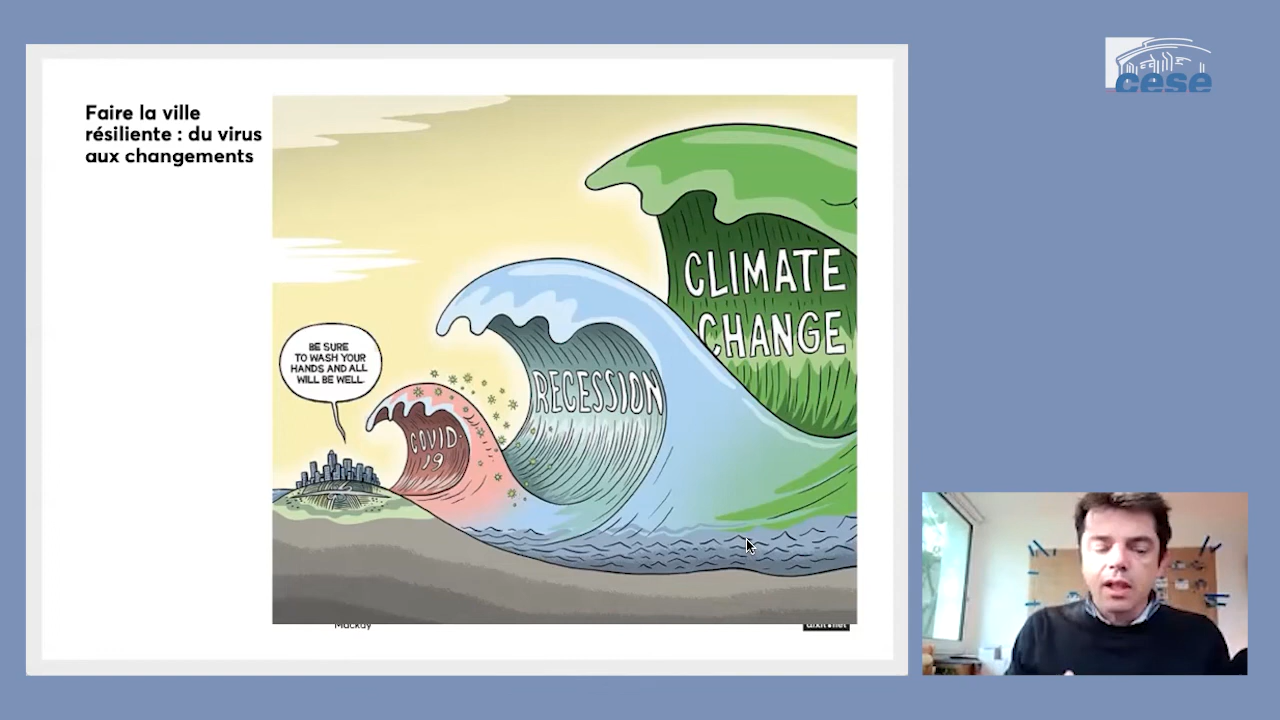 cese
Faire la ville
résiliente : du virus
aux changements
CLIMATE
CHANGE
BE SURE
TO WASH YOUR
HANDS AND ALL
WILL BE WELL.
RECESSION
COVID
19